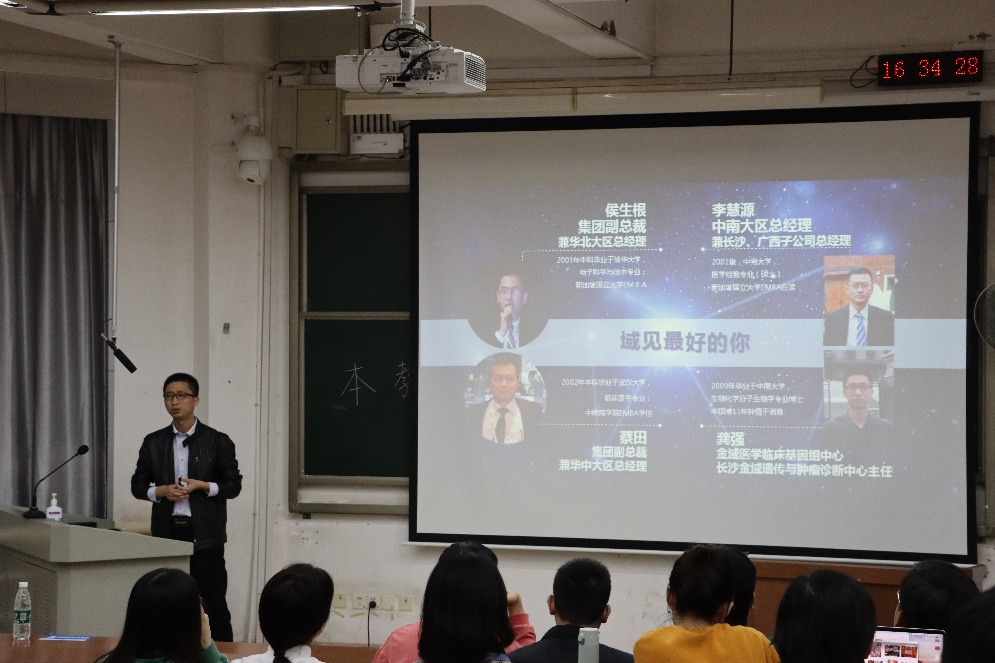 16 34 28
侯生根
集团副总裁
兼华北大区总经理
2003年本科毕业于清华大学，
电子科学与技术专业；
新加坡国立大学EMBA
李慧源
中南大区总经理
兼长沙、广西子公司总经理
2001级，中南大学，
医学检验专业（硕士）
新加坡国立大学EMBA在读
域见最好的你
2002年本科毕业于武汉大学，
临床医学专业；
中欧商学院EMBA学位
蔡田
集团副总裁
兼华中大区总经理
2009年毕业于中南大学，
生物化学分子生物学专业博士
龚强
金域医学临床基因组中心
长沙金域遗传与肿瘤诊断中心主任
本